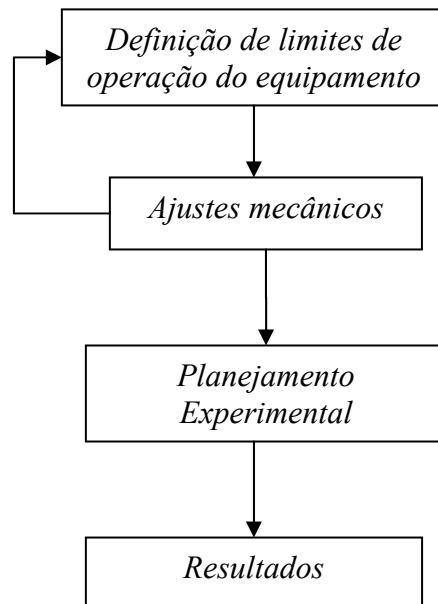 Definição de limites de
operação do equipamento
Ajustes mecânicos
Planejamento
Experimental
Resultados